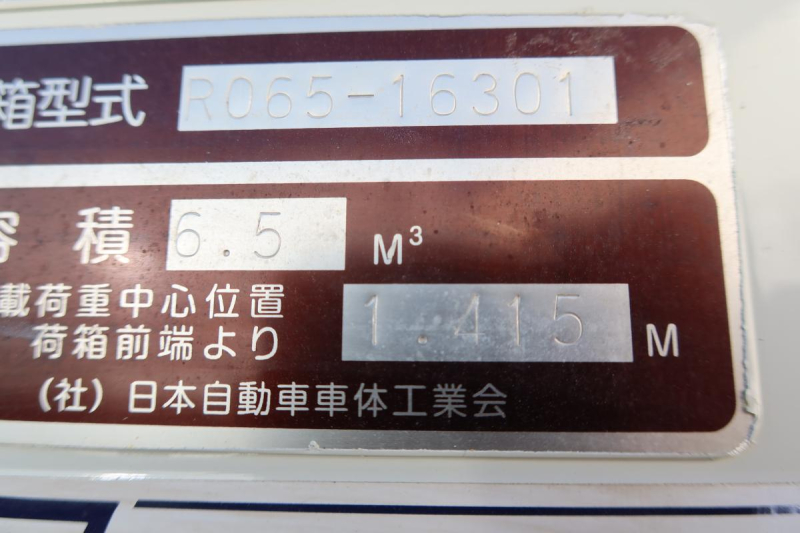 箱型式 R065-16301
容積 6.5 M³
載荷重中心位置
荷箱前端より 1.415 M
(社)日本自動車車体工業会